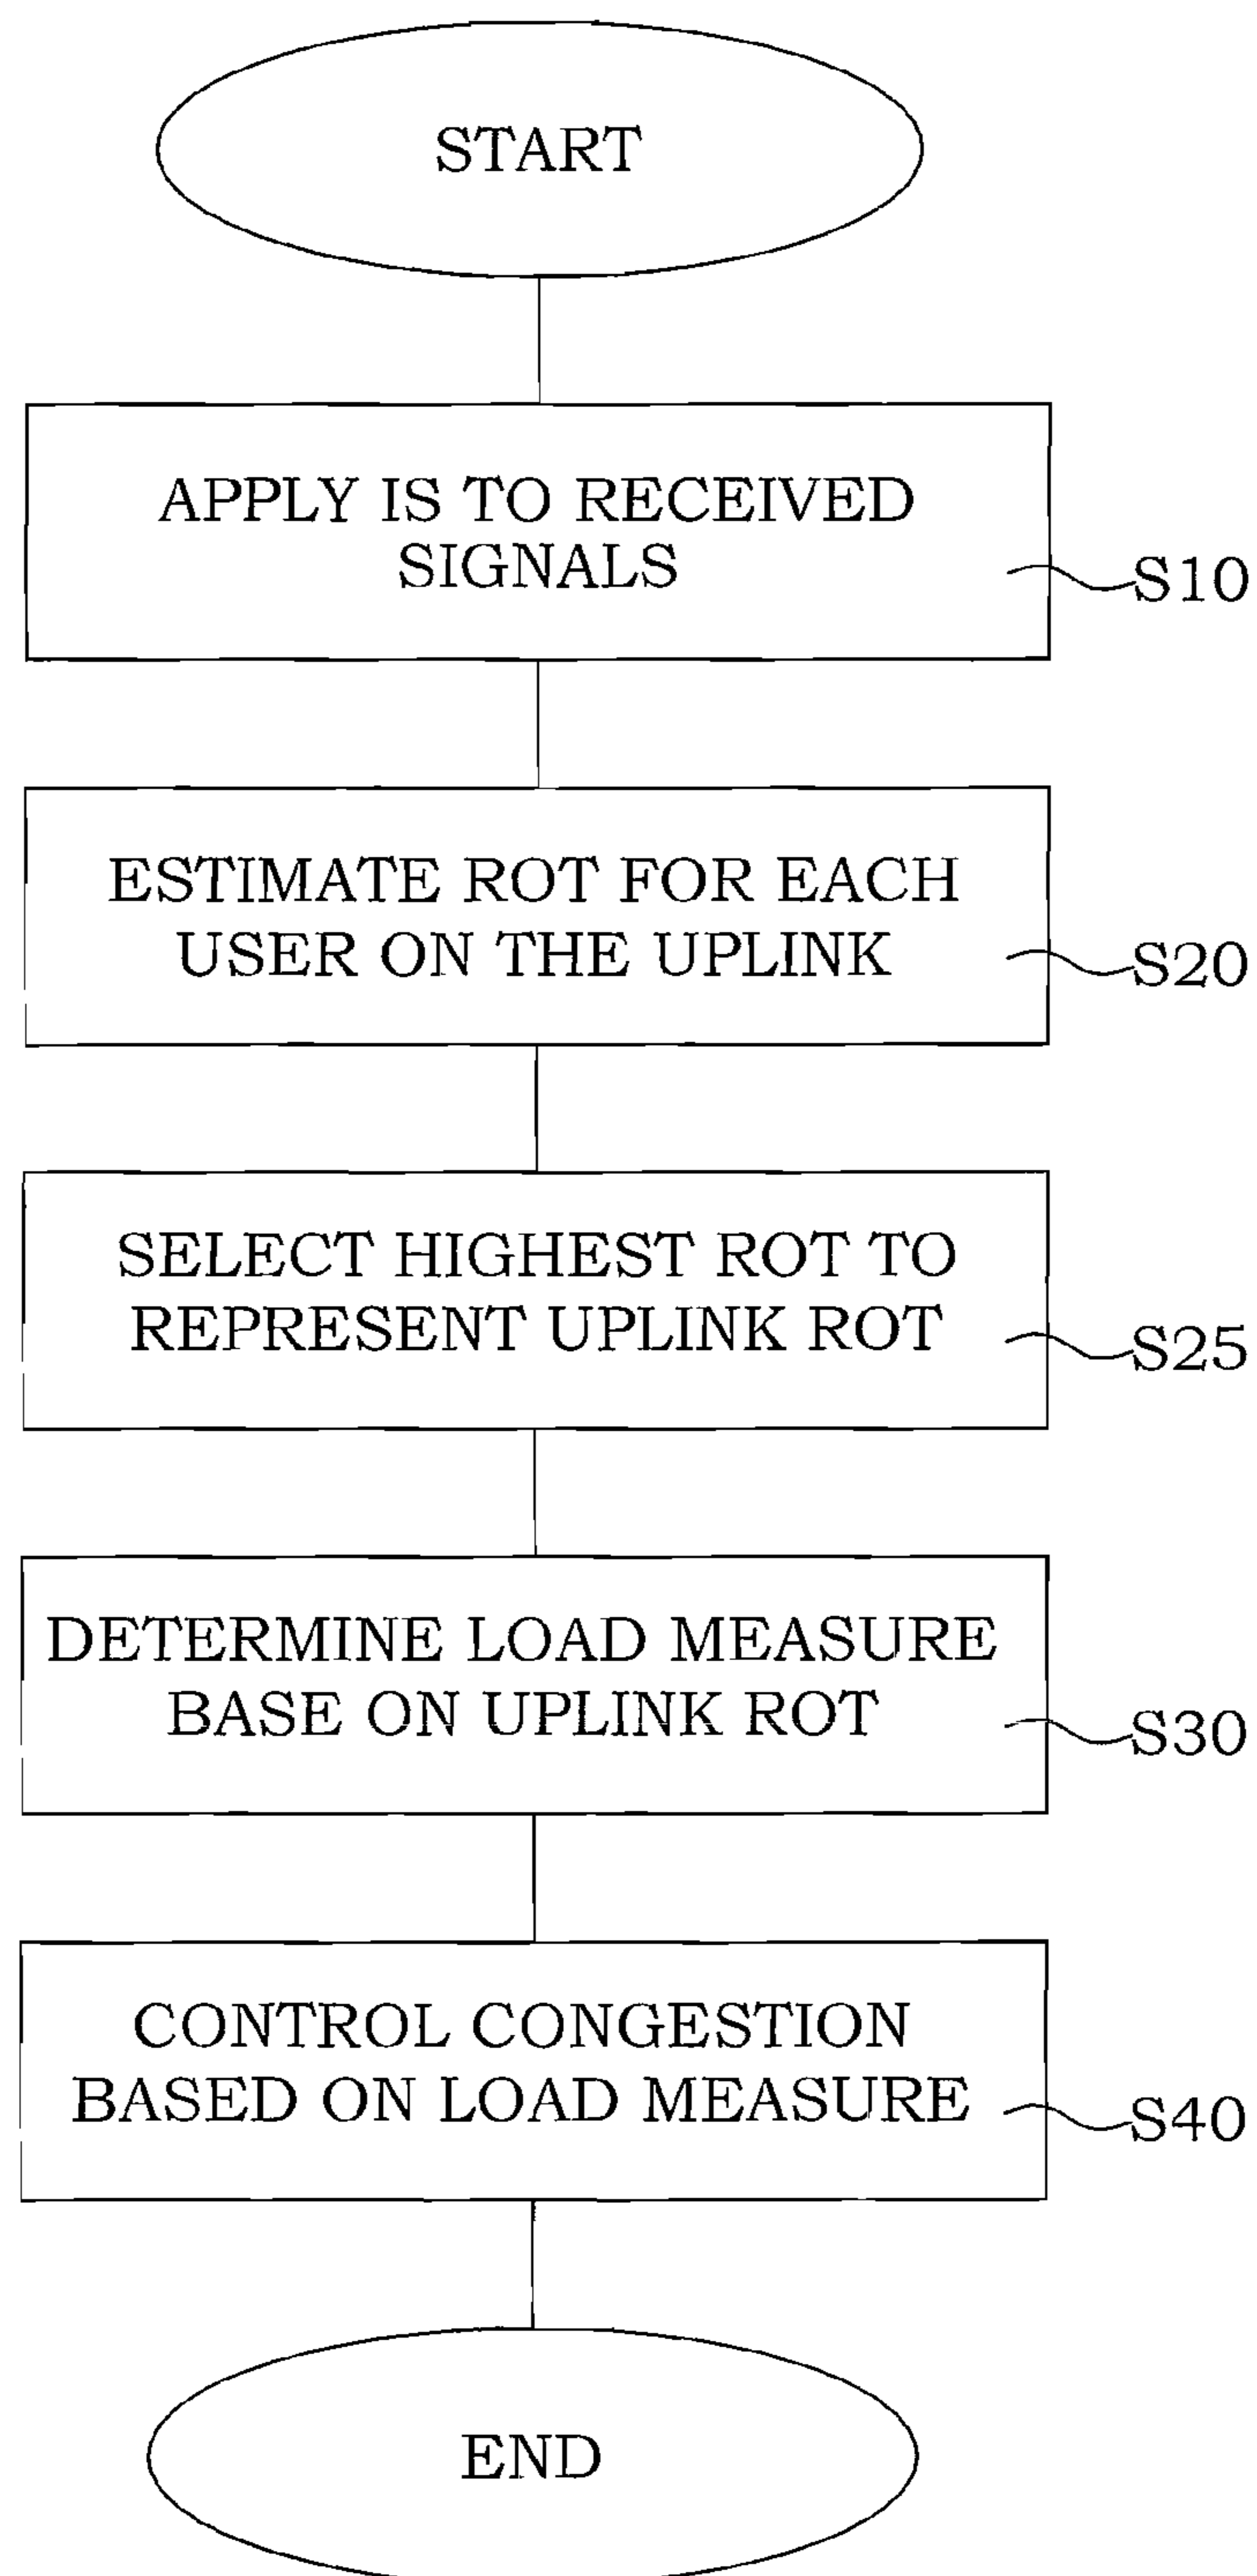 START
APPLY IS TO RECEIVED
SIGNALS
S10
ESTIMATE ROT FOR EACH
USER ON THE UPLINK
S20
SELECT HIGHEST ROT TO
REPRESENT UPLINK ROT
S25
DETERMINE LOAD MEASURE
BASE ON UPLINK ROT
S30
CONTROL CONGESTION
BASED ON LOAD MEASURE
S40
END